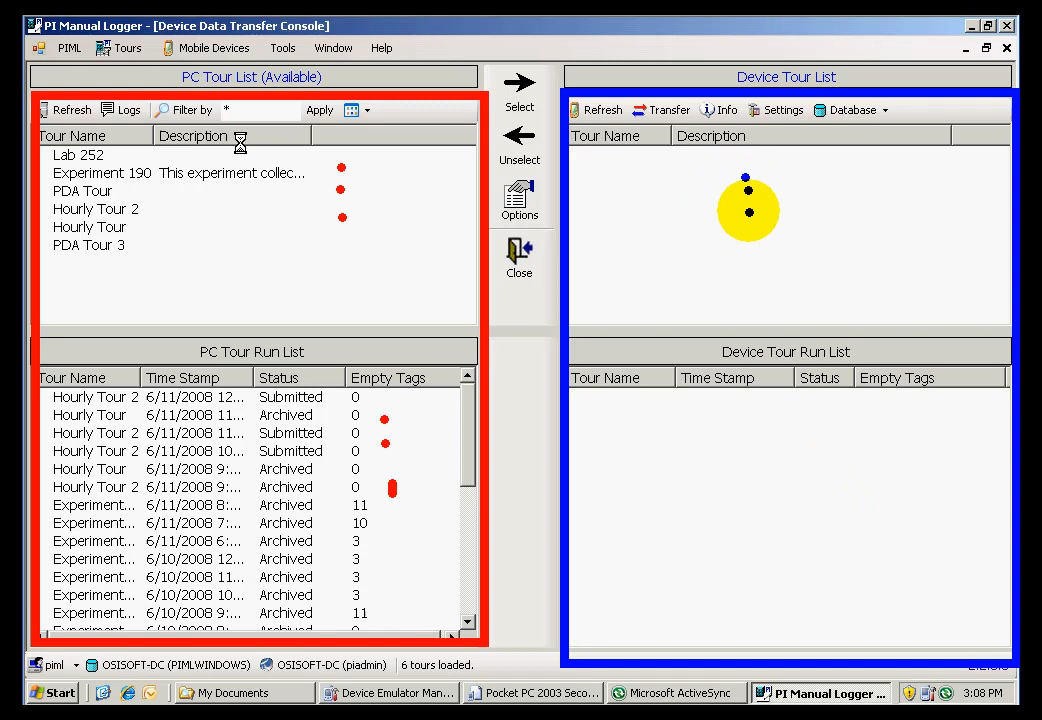 PI Manual Logger - [Device Data Transfer Console]
PIML Tours Mobile Devices Tools Window Help
PC Tour List (Available)
Device Tour List
Refresh Logs Filter by * Apply
Select
Unselect
Options
Close
Refresh Transfer Info Settings Database
Tour Name Description
Tour Name Description
Lab 252
Experiment 190 This experiment collec...
PDA Tour
Hourly Tour 2
Hourly Tour
PDA Tour 3
PC Tour Run List
Device Tour Run List
Tour Name Time Stamp Status Empty Tags
Tour Name Time Stamp Status Empty Tags
Hourly Tour 2 6/11/2008 12... Submitted 0
Hourly Tour 6/11/2008 11... Archived 0
Hourly Tour 2 6/11/2008 11... Submitted 0
Hourly Tour 2 6/11/2008 10... Submitted 0
Hourly Tour 6/11/2008 9:... Archived 0
Hourly Tour 2 6/11/2008 9:... Archived 0
Experiment... 6/11/2008 8:... Archived 11
Experiment... 6/11/2008 7:... Archived 10
Experiment... 6/11/2008 6:... Archived 3
Experiment... 6/10/2008 12... Archived 3
Experiment... 6/10/2008 11... Archived 3
Experiment... 6/10/2008 10... Archived 3
Experiment... 6/10/2008 9:... Archived 11
piml OSISOFT-DC (PIMLWINDOWS) OSISOFT-DC (piadmin) 6 tours loaded.
Start My Documents Device Emulator Man... Pocket PC 2003 Seco... Microsoft ActiveSync PI Manual Logger ... 3:08 PM